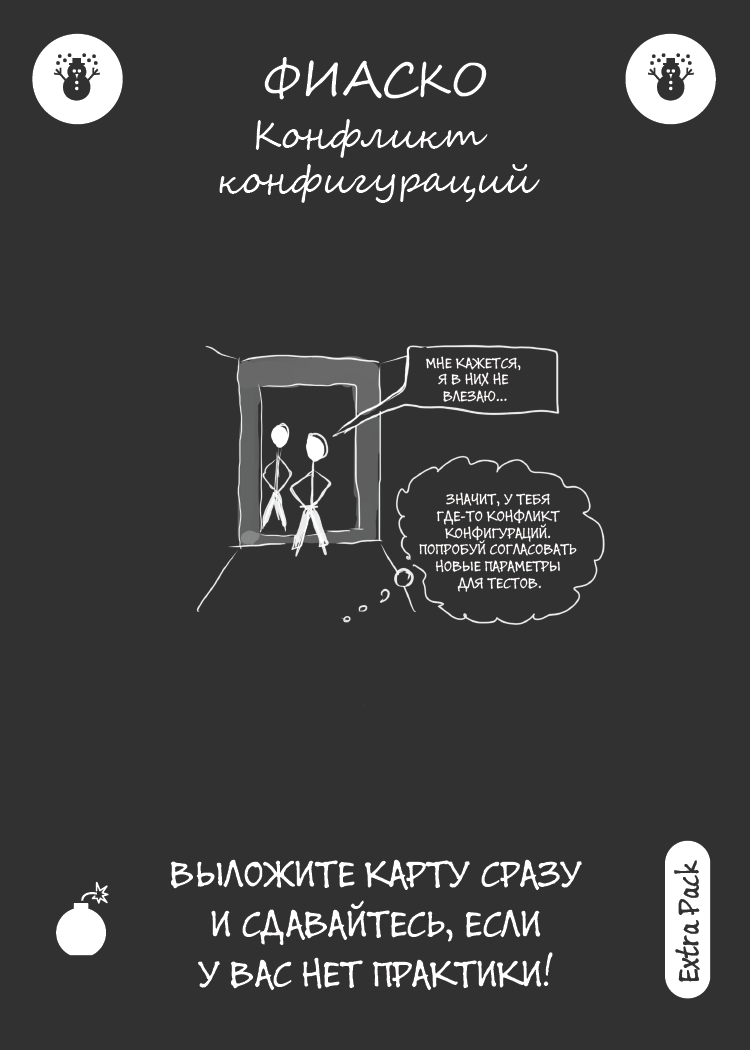 ФИАСКО
Конфликт
конфигураций
МНЕ КАЖЕТСЯ,
Я В НИХ НЕ
ВЛЕЗАЮ...
ЗНАЧИТ, У ТЕБЯ
ГДЕ-ТО КОНФЛИКТ
КОНФИГУРАЦИЙ.
ПОПРОБУЙ СОГЛАСОВАТЬ
НОВЫЕ ПАРАМЕТРЫ
ДЛЯ ТЕСТОВ.
ВЫЛОЖИТЕ КАРТУ СРАЗУ
И СДАВАЙТЕСЬ, ЕСЛИ
У ВАС НЕТ ПРАКТИКИ!
Extra Pack